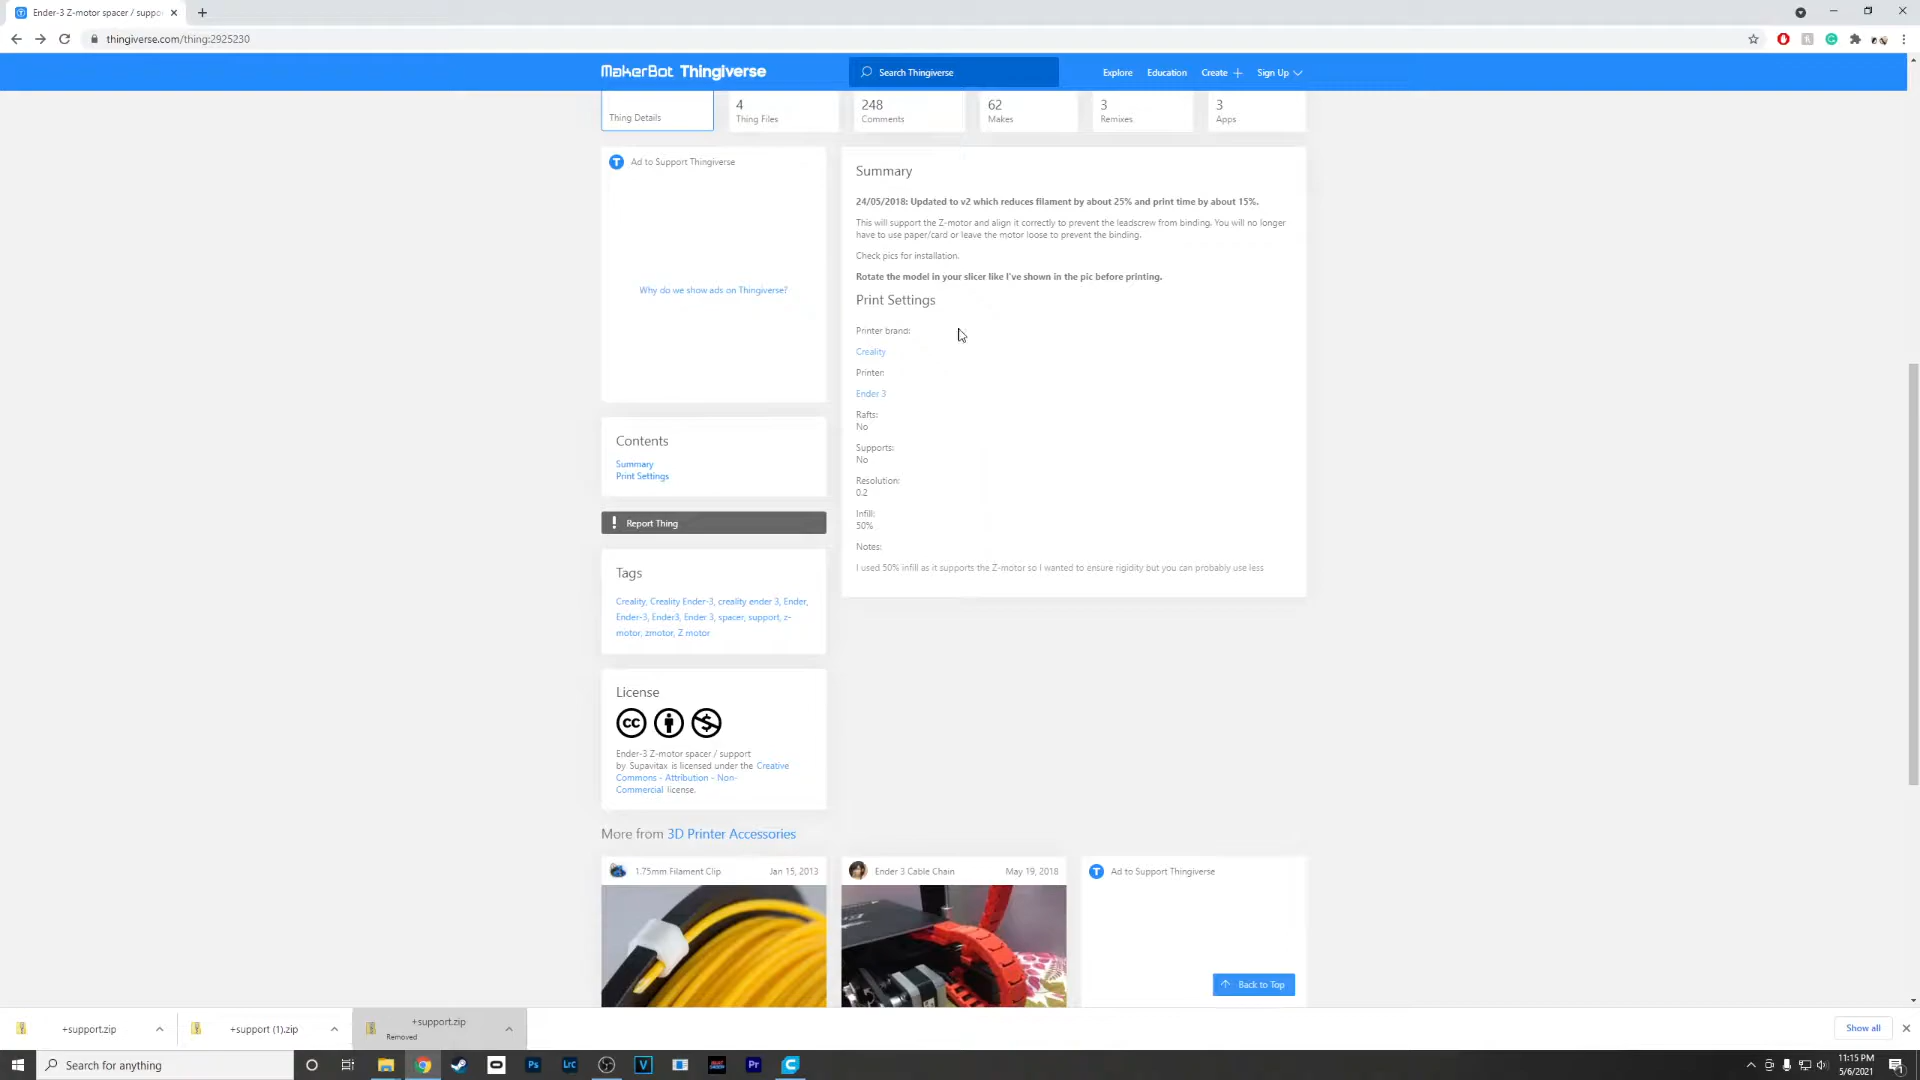 Ender-3 Z-motor spacer / suppo
thingiverse.com/thing:2925230
MakerBot Thingiverse
Search Thingiverse
Explore
Education
Create
Sign Up
Thing Details
4
Thing Files
248
Comments
62
Makes
3
Remixes
3
Apps
Ad to Support Thingiverse
Why do we show ads on Thingiverse?
Summary
24/05/2018: Updated to v2 which reduces filament by about 25% and print time by about 15%.
This will support the Z-motor and align it correctly to prevent the leadscrew from binding. You will no longer
have to use paper/card or leave the motor loose to prevent the binding.
Check pics for installation.
Rotate the model in your slicer like I've shown in the pic before printing.
Print Settings
Printer brand:
Creality
Printer:
Ender 3
Rafts:
No
Supports:
No
Resolution:
0.2
Infill:
50%
Notes:
I used 50% infill as it supports the Z-motor so I wanted to ensure rigidity but you can probably use less
Contents
Summary
Print Settings
Report Thing
Tags
Creality, Creality Ender-3, creality ender 3, Ender,
Ender-3, Ender3, Ender 3, spacer, support, z-
motor, zmotor, Z motor
License
Ender-3 Z-motor spacer / support
by Supavitax is licensed under the Creative
Commons - Attribution - Non-
Commercial license.
More from 3D Printer Accessories
1.75mm Filament Clip
Jan 15, 2013
Ender 3 Cable Chain
May 19, 2018
Ad to Support Thingiverse
Back to Top
+support.zip
+support (1).zip
+support.zip
Removed
Show all
Search for anything
Ps
LrC
V
Pr
11:15 PM
5/6/2021